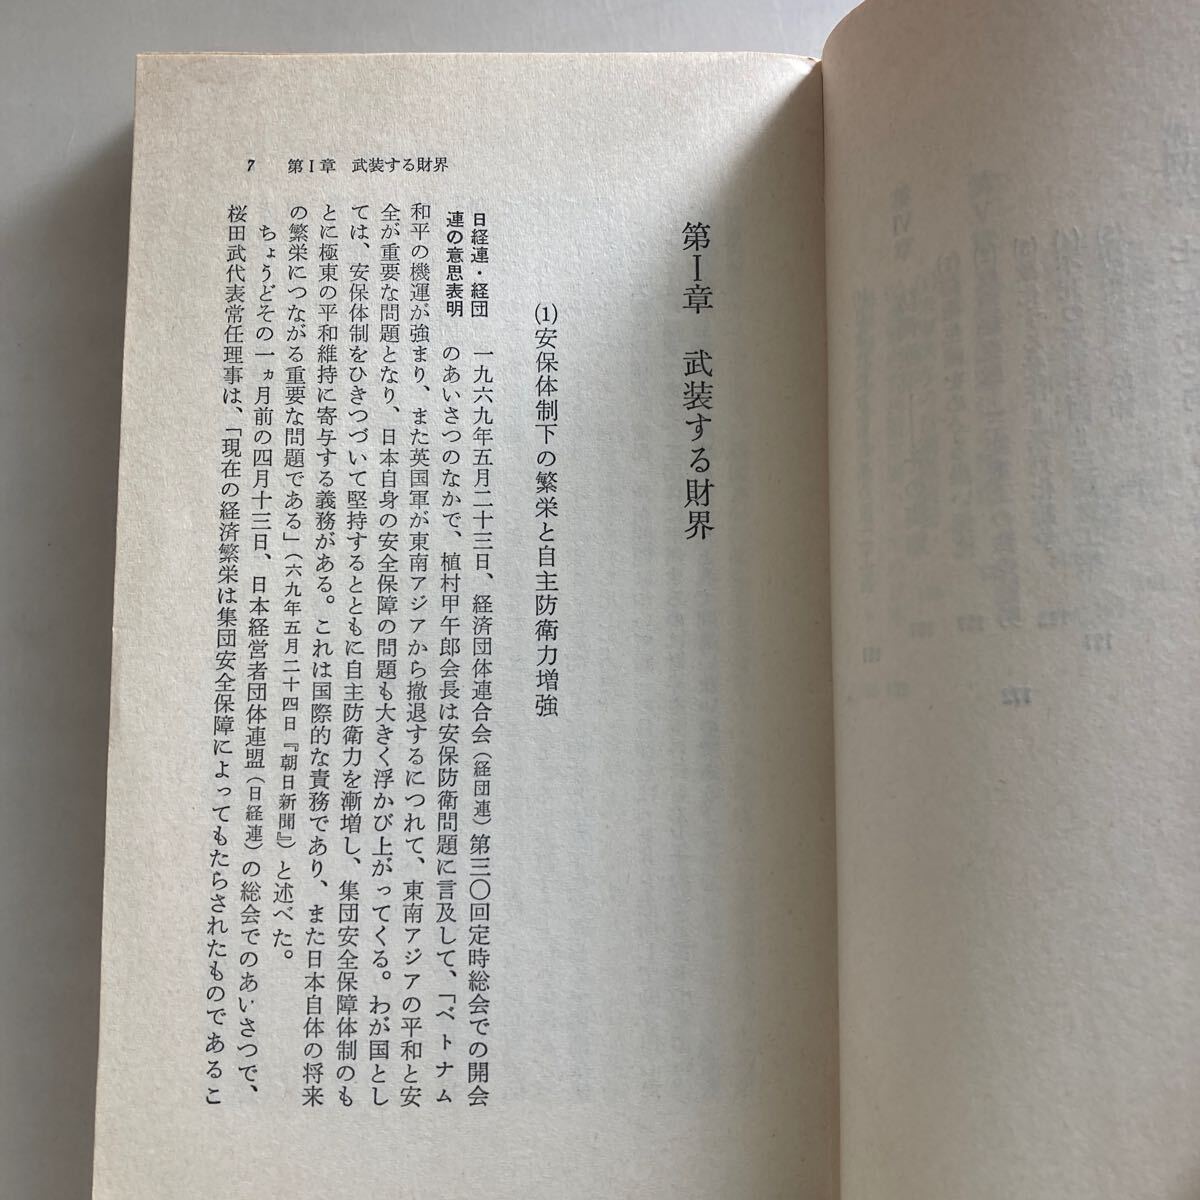 7　第Ⅰ章　武装する財界
第Ⅰ章　武装する財界
(1)安保体制下の繁栄と自主防衛力増強
日経連・経団
連の意思表明
一九六九年五月二十三日、経済団体連合会（経団連）第三〇回定時総会での開会
のあいさつのなかで、植村甲午郎会長は安保防衛問題に言及して、「ベトナム
和平の機運が強まり、また英国軍が東南アジアから撤退するにつれて、東南アジアの平和と安
全が重要な問題となり、日本自身の安全保障の問題も大きく浮かび上がってくる。わが国とし
ては、安保体制をひきつづいて堅持するとともに自主防衛力を漸増し、集団安全保障体制のも
とに極東の平和維持に寄与する義務がある。これは国際的な責務であり、また日本自体の将来
の繁栄につながる重要な問題である」（六九年五月二十四日『朝日新聞』）と述べた。
ちょうどその一ヵ月前の四月十三日、日本経営者団体連盟（日経連）の総会でのあいさつで、
桜田武代表常任理事は、「現在の経済繁栄は集団安全保障によってもたらされたものであるこ